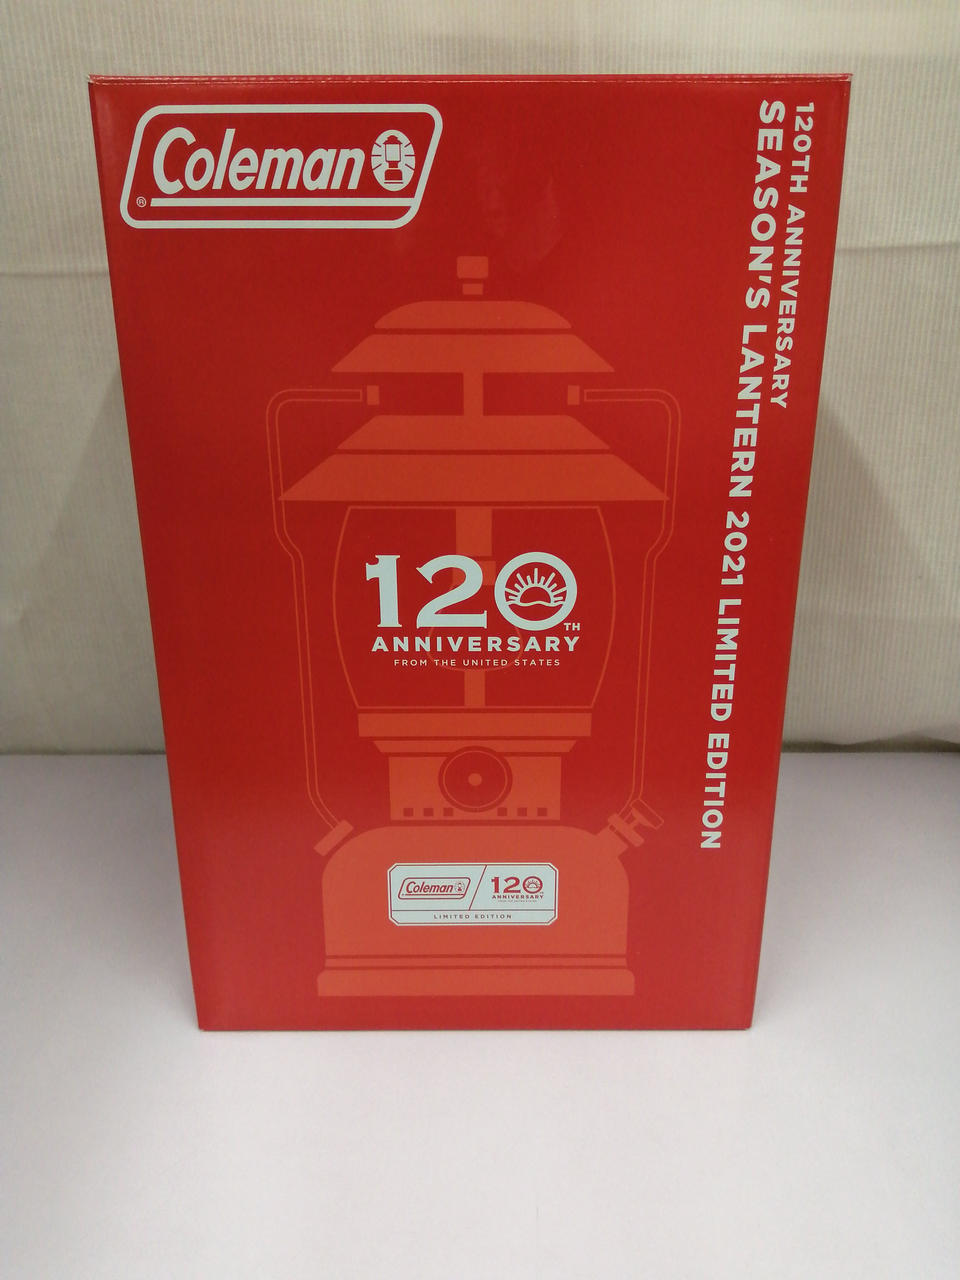 Coleman
®
120TH ANNIVERSARY
SEASON'S LANTERN 2021 LIMITED EDITION
120TH
ANNIVERSARY
FROM THE UNITED STATES
Coleman
120
ANNIVERSARY
LIMITED EDITION